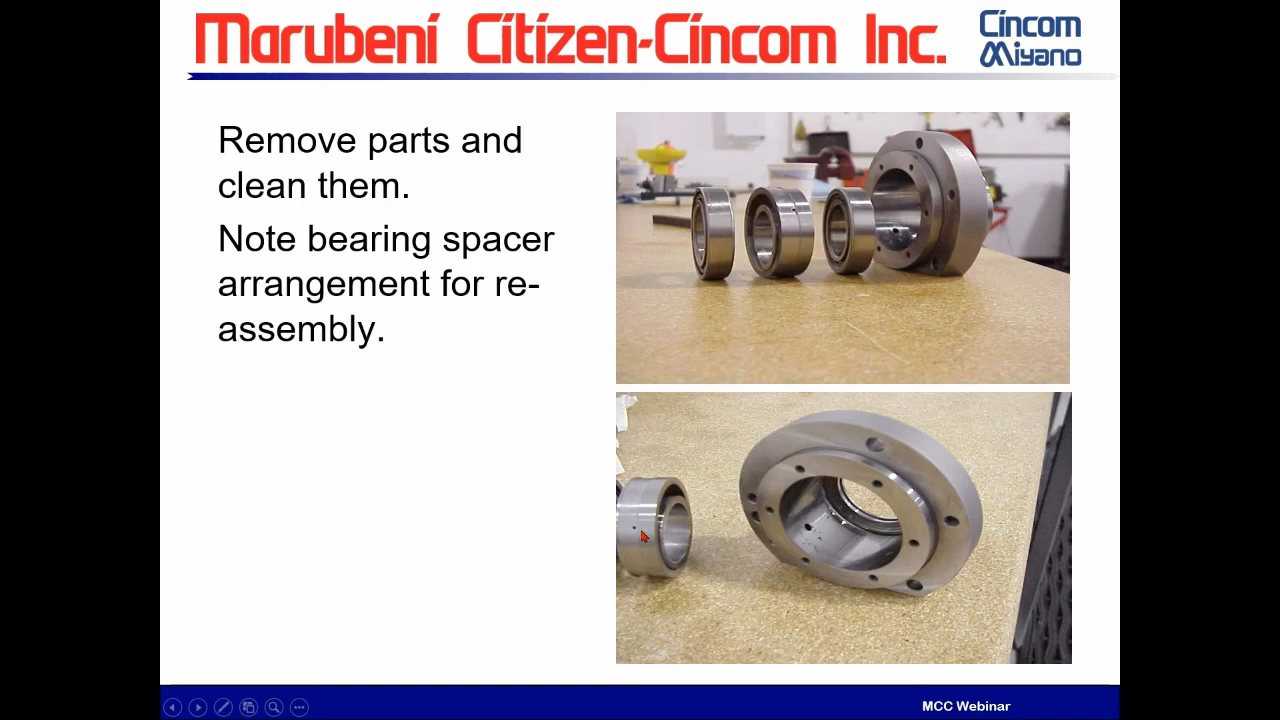 Marubeni Citizen-Cincom Inc.
Cincom
Miyano
Remove parts and
clean them.
Note bearing spacer
arrangement for re-
assembly.
MCC Webinar